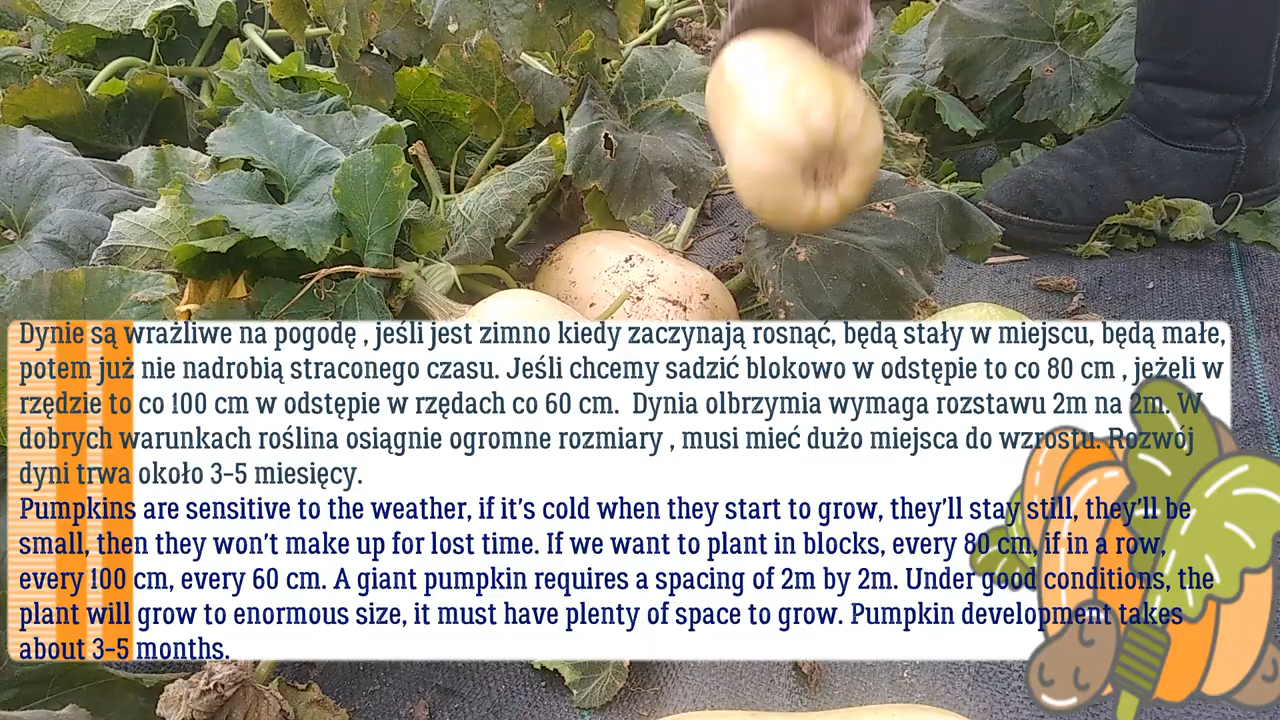 Dynie są wrażliwe na pogodę , jeśli jest zimno kiedy zaczynają rosnąć, będą stały w miejscu, będą małe,
potem już nie nadrobią straconego czasu. Jeśli chcemy sadzić blokowo w odstępie to co 80 cm , jeżeli w
rzędzie to co 100 cm w odstępie w rzędach co 60 cm. Dynia olbrzymia wymaga rozstawu 2m na 2m. W
dobrych warunkach roślina osiągnie ogromne rozmiary , musi mieć dużo miejsca do wzrostu. Rozwój
dyni trwa około 3-5 miesięcy.
Pumpkins are sensitive to the weather, if it's cold when they start to grow, they'll stay still, they'll be
small, then they won't make up for lost time. If we want to plant in blocks, every 80 cm, if in a row,
every 100 cm, every 60 cm. A giant pumpkin requires a spacing of 2m by 2m. Under good conditions, the
plant will grow to enormous size, it must have plenty of space to grow. Pumpkin development takes
about 3-5 months.